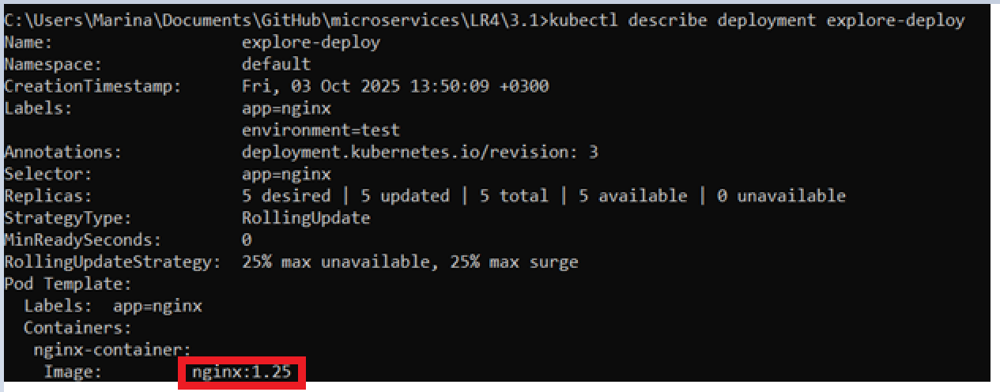 C:\Users\Marina\Documents\GitHub\microservices\LR4\3.1>kubectl describe deployment explore-deploy
Name:                   explore-deploy
Namespace:              default
CreationTimestamp:      Fri, 03 Oct 2025 13:50:09 +0300
Labels:                 app=nginx
                        environment=test
Annotations:            deployment.kubernetes.io/revision: 3
Selector:               app=nginx
Replicas:               5 desired | 5 updated | 5 total | 5 available | 0 unavailable
StrategyType:           RollingUpdate
MinReadySeconds:        0
RollingUpdateStrategy:  25% max unavailable, 25% max surge
Pod Template:
  Labels:  app=nginx
  Containers:
   nginx-container:
    Image:         nginx:1.25